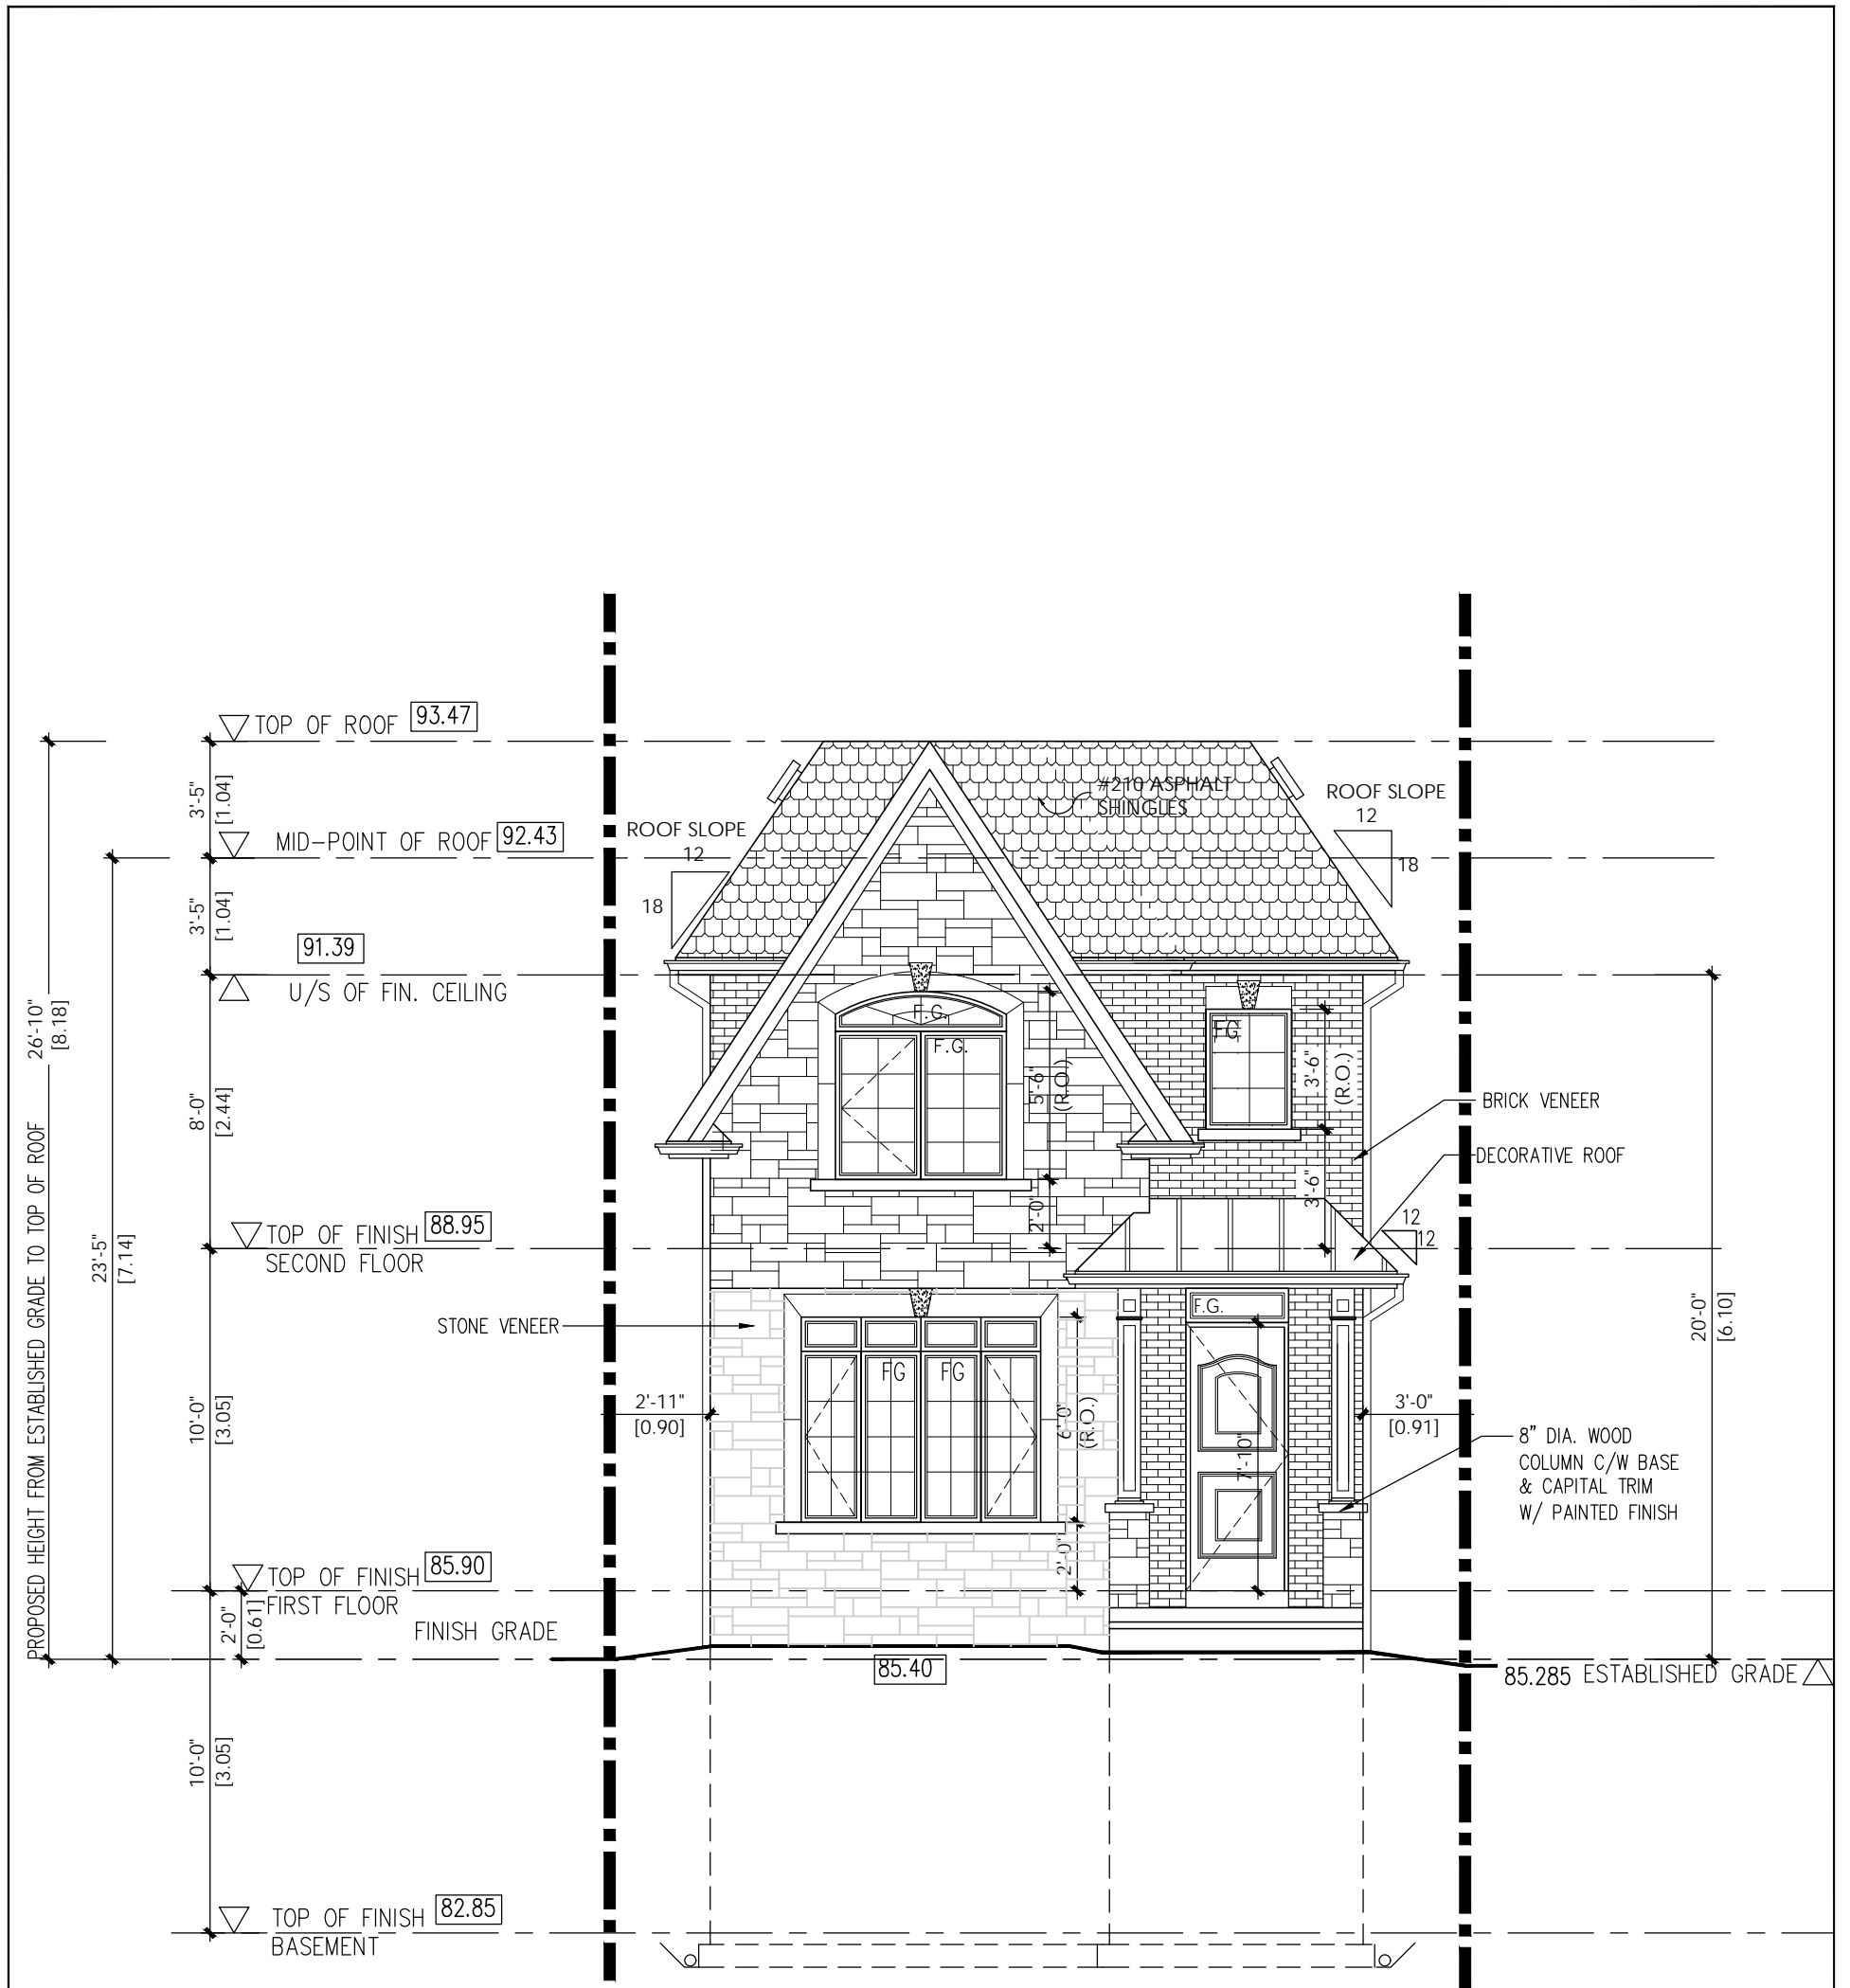 TOP OF ROOF 93.47
3'-5"
[1.04]
#210 ASPHALT
SHINGLES
ROOF SLOPE
12
18
ROOF SLOPE
12
18
MID-POINT OF ROOF 92.43
3'-5"
[1.04]
91.39
U/S OF FIN. CEILING
PROPOSED HEIGHT FROM ESTABLISHED GRADE TO TOP OF ROOF
26'-10"
[8.18]
23'-5"
[7.14]
8'-0"
[2.44]
F.G.
F.G.
FG
5'-6"
(R.O.)
3'-6"
(R.O.)
BRICK VENEER
DECORATIVE ROOF
3'-6"
2'-0"
12
12
TOP OF FINISH 88.95
SECOND FLOOR
STONE VENEER
F.G.
FG FG
20'-0"
[6.10]
10'-0"
[3.05]
2'-11"
[0.90]
6'-0"
(R.O.)
7'-10"
3'-0"
[0.91]
8" DIA. WOOD
COLUMN C/W BASE
& CAPITAL TRIM
W/ PAINTED FINISH
2'-0"
TOP OF FINISH 85.90
FIRST FLOOR
2'-0"
[0.61]
FINISH GRADE
85.40
85.285 ESTABLISHED GRADE
10'-0"
[3.05]
TOP OF FINISH 82.85
BASEMENT